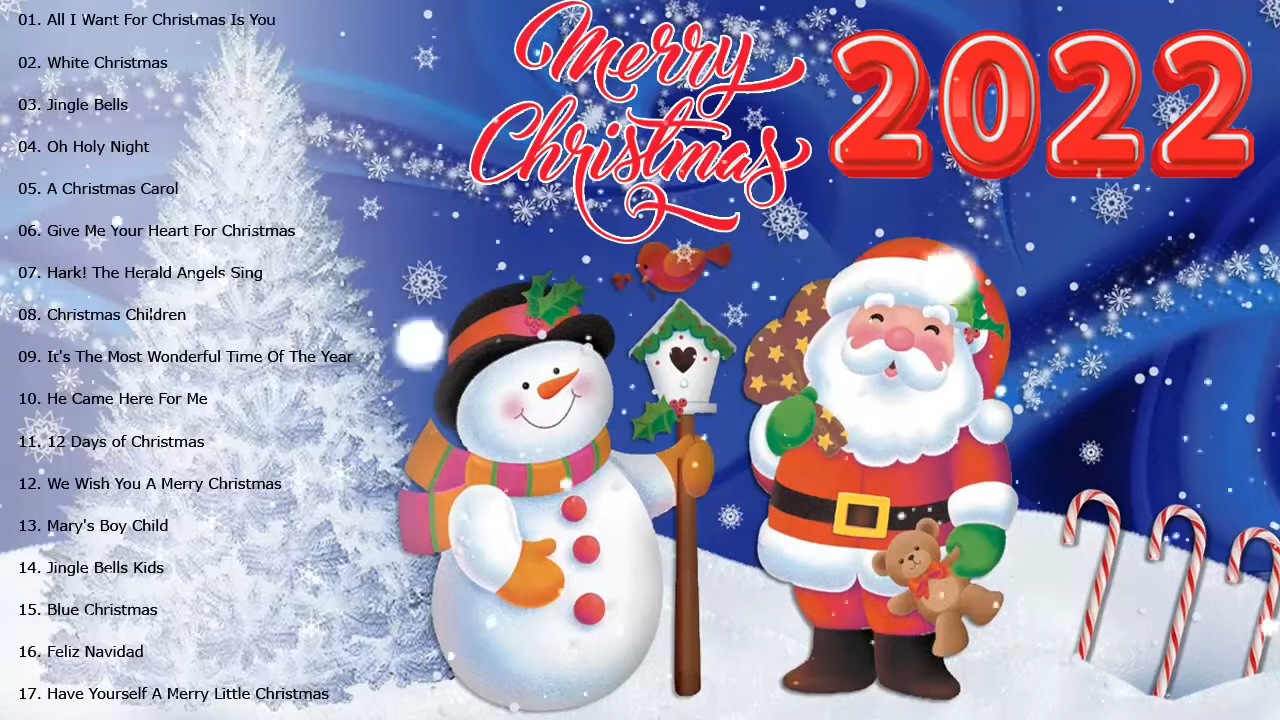 01. All I Want For Christmas Is You
02. White Christmas
03. Jingle Bells
04. Oh Holy Night
05. A Christmas Carol
06. Give Me Your Heart For Christmas
07. Hark! The Herald Angels Sing
08. Christmas Children
09. It's The Most Wonderful Time Of The Year
10. He Came Here For Me
11. 12 Days of Christmas
12. We Wish You A Merry Christmas
13. Mary's Boy Child
14. Jingle Bells Kids
15. Blue Christmas
16. Feliz Navidad
17. Have Yourself A Merry Little Christmas
Merry
Christmas
2022